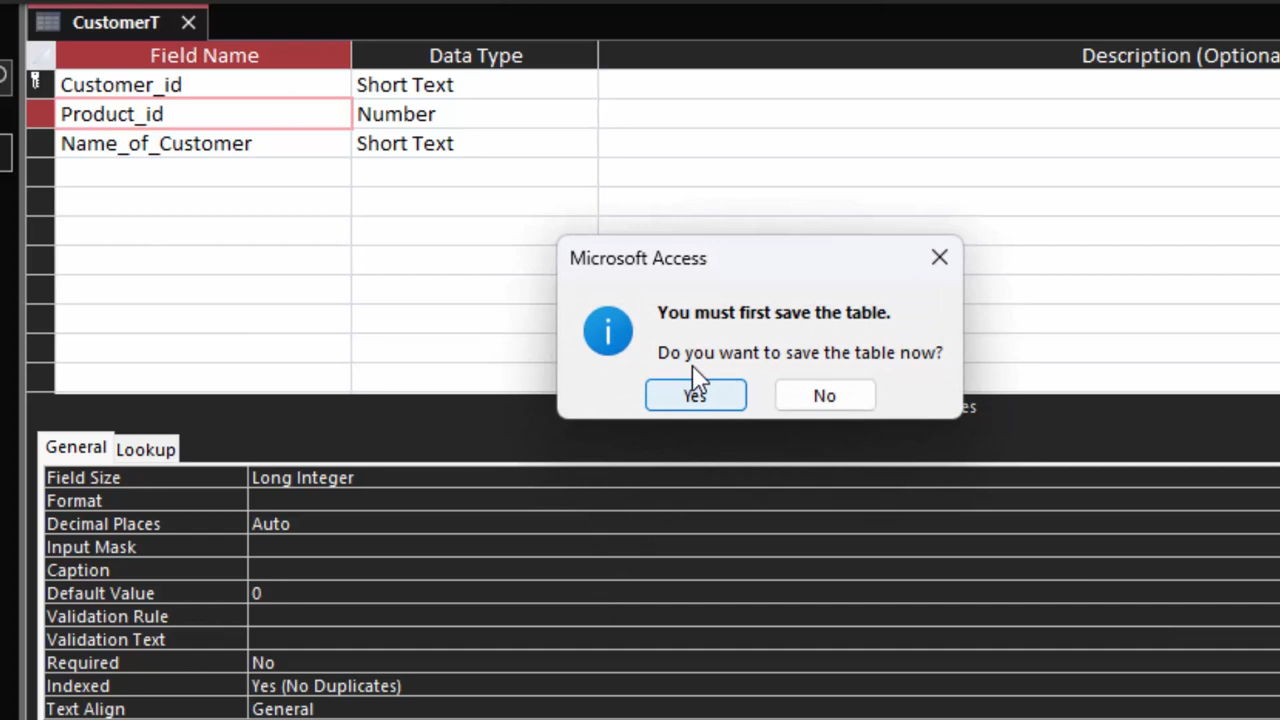 CustomerT
Field Name Data Type Description (Optiona
Customer_id Short Text
Product_id Number
Name_of_Customer Short Text
Microsoft Access
You must first save the table.
Do you want to save the table now?
Yes No
es
General Lookup
Field Size Long Integer
Format
Decimal Places Auto
Input Mask
Caption
Default Value 0
Validation Rule
Validation Text
Required No
Indexed Yes (No Duplicates)
Text Align General